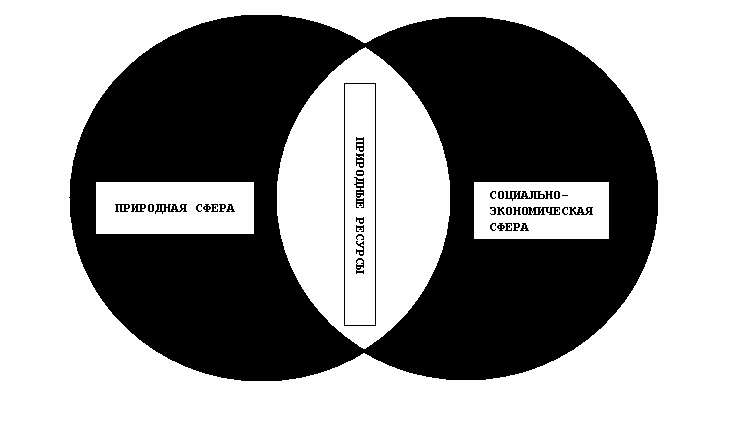 ПРИРОДНАЯ СФЕРА
ПРИРОДНЫЕ РЕСУРСЫ
СОЦИАЛЬНО-
ЭКОНОМИЧЕСКАЯ
СФЕРА